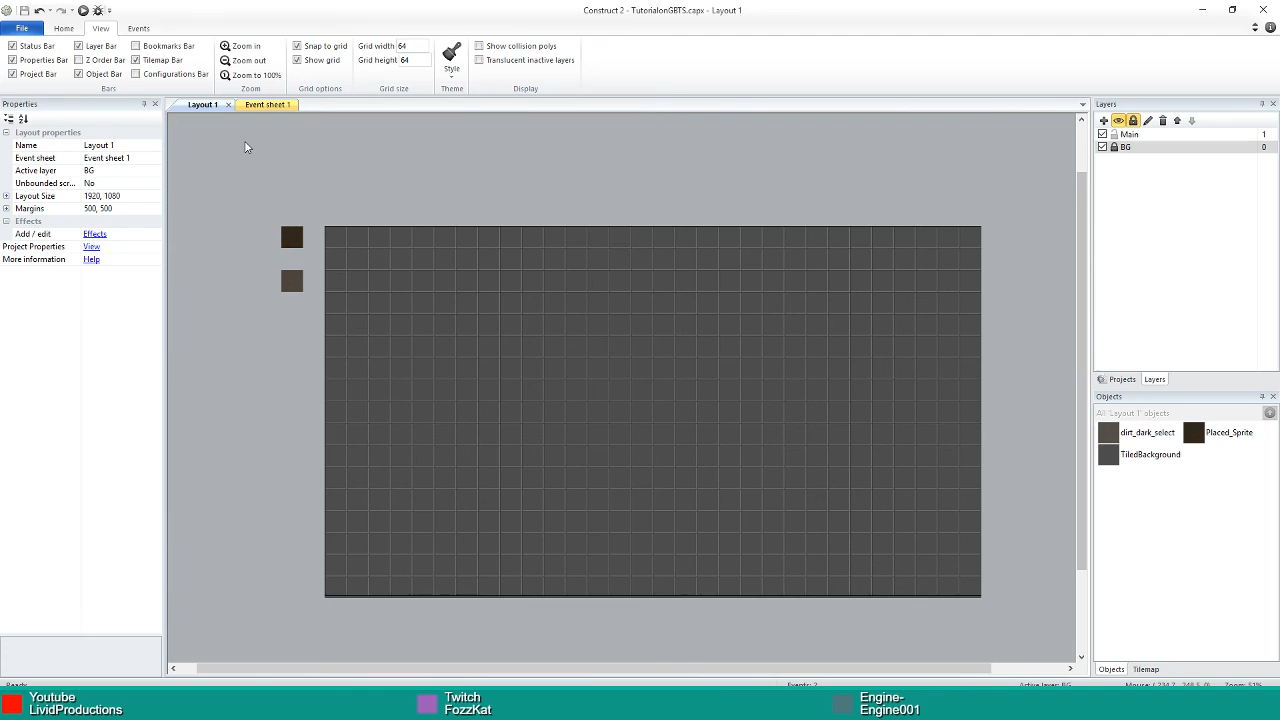 Construct 2 - TutorialonGBTS.capx - Layout 1
File
Home
View
Events
Status Bar
Layer Bar
Bookmarks Bar
Properties Bar
Z Order Bar
Tilemap Bar
Project Bar
Object Bar
Configurations Bar
Bars
Zoom in
Zoom out
Zoom to 100%
Zoom
Snap to grid
Show grid
Grid options
Grid width 64
Grid height 64
Grid size
Style
Theme
Show collision polys
Translucent inactive layers
Display
Properties
Layout 1
Event sheet 1
Layers
Layout properties
Name Layout 1
Event sheet Event sheet 1
Active layer BG
Unbounded scr... No
Layout Size 1920, 1080
Margins 500, 500
Effects
Add / edit Effects
Project Properties View
More information Help
Main 1
BG 0
Projects
Layers
Objects
All 'Layout 1' objects
dirt_dark_select
Placed_Sprite
TiledBackground
Objects
Tilemap
Youtube
LividProductions
Twitch
FozzKat
Engine-
Engine001